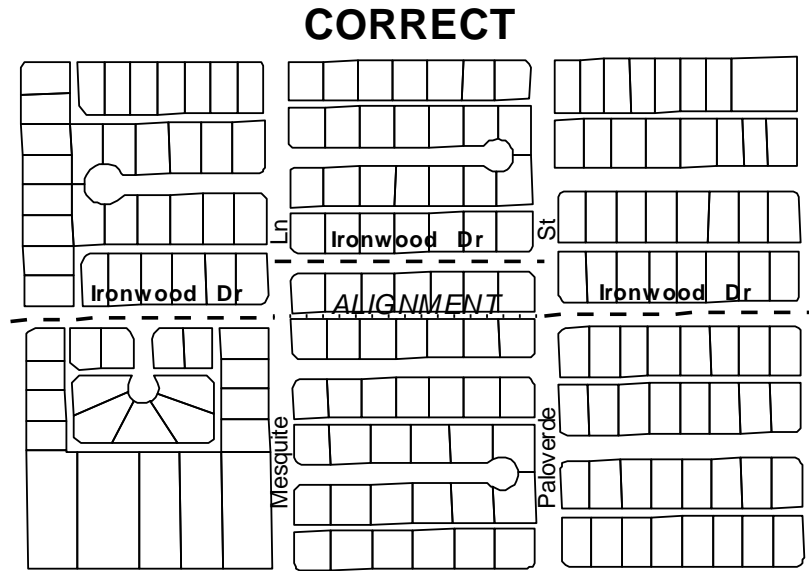 CORRECT
Ln
Ironwood Dr
St
Ironwood Dr
ALIGNMENT
Ironwood Dr
Mesquite
Paloverde